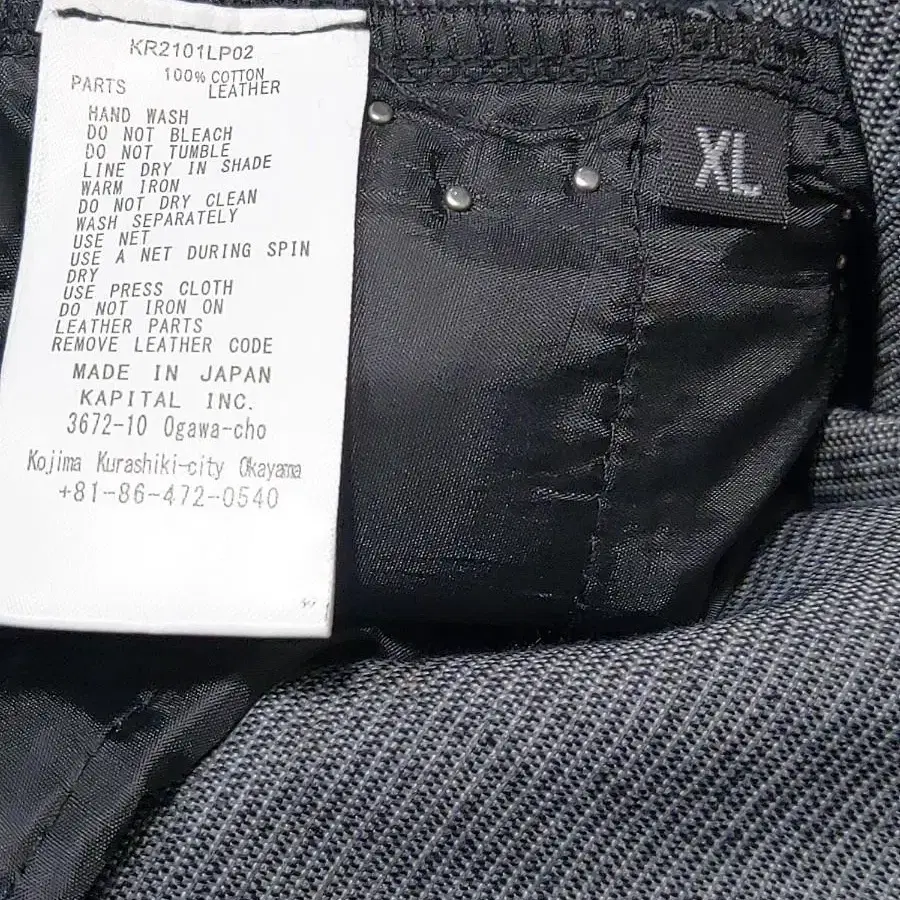 KR2101LP02
100% COTTON
PARTS LEATHER
HAND WASH
DO NOT BLEACH
DO NOT TUMBLE
LINE DRY IN SHADE
WARM IRON
DO NOT DRY CLEAN
WASH SEPARATELY
USE NET
USE A NET DURING SPIN
DRY
USE PRESS CLOTH
DO NOT IRON ON
LEATHER PARTS
REMOVE LEATHER CODE
MADE IN JAPAN
KAPITAL INC.
3672-10 Ogawa-cho
Kojima Kurashiki-city Okayama
+81-86-472-0540
XL